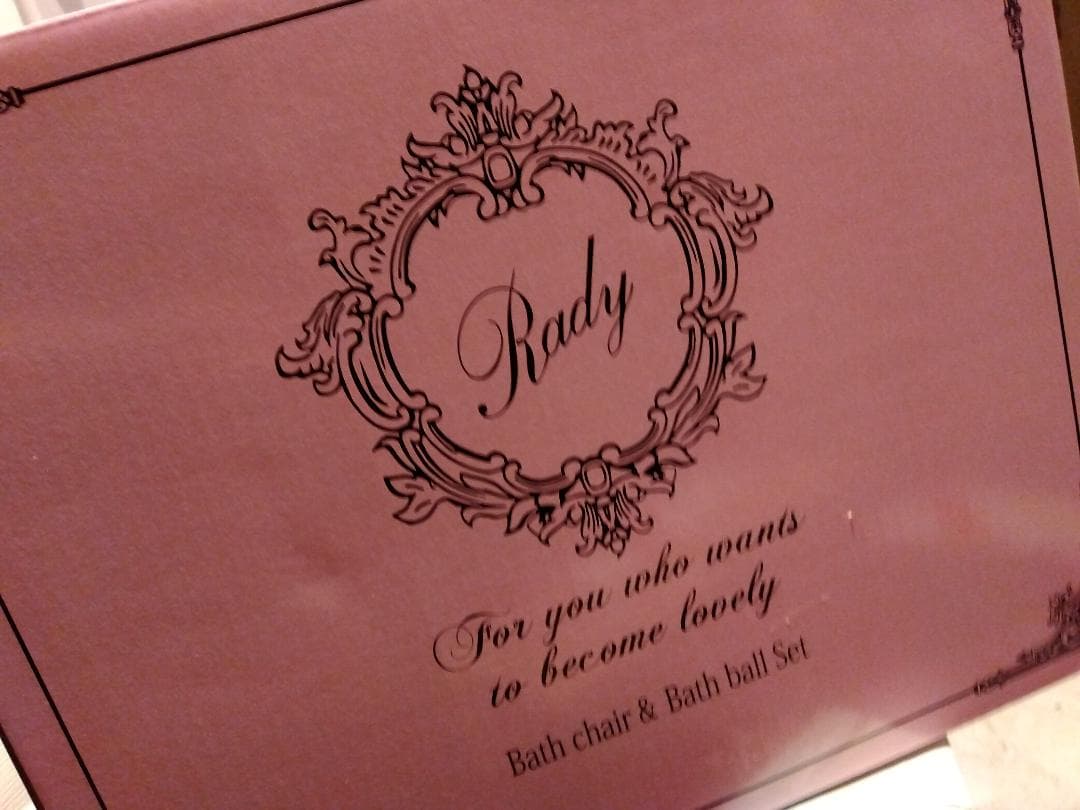 Rady
For you who wants
to become lovely
Bath chair & Bath ball Set